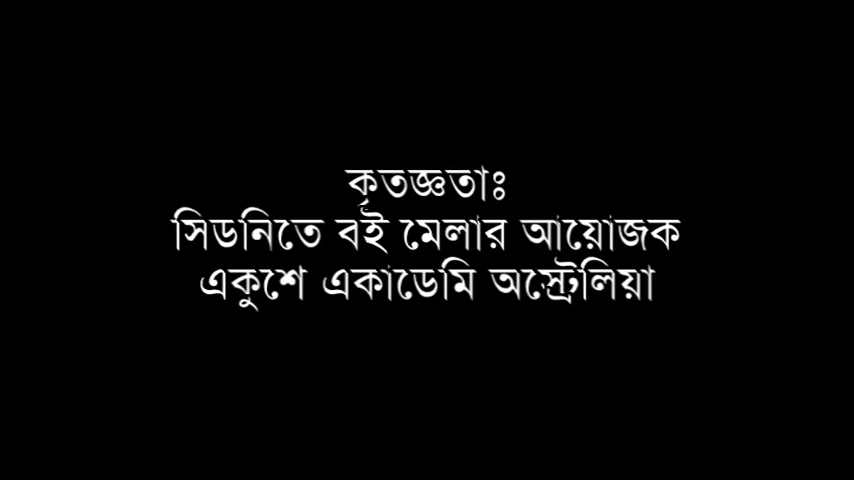 কৃতজ্ঞতাঃ
সিডনিতে বই মেলার আয়োজক
একুশে একাডেমি অস্ট্রেলিয়া